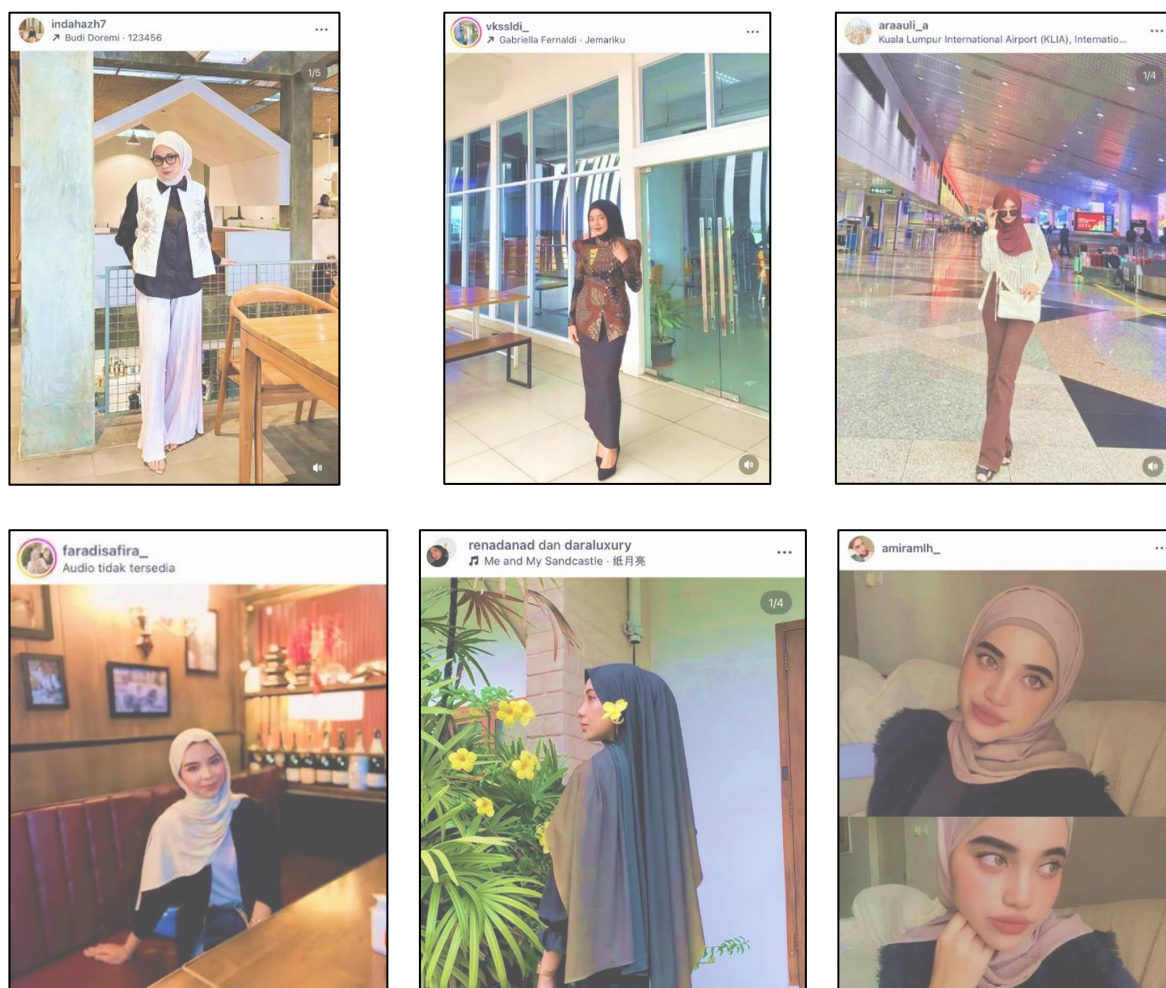 indahazh7
Budi Doremi · 123456
1/5
vkssldi_
Gabriella Fernaldi · Jemariku
araauli_a
Kuala Lumpur International Airport (KLIA), Internatio...
1/4
faradisafira_
Audio tidak tersedia
renadanad dan daraluxury
Me and My Sandcastle · 纸月亮
1/4
amiramlh_